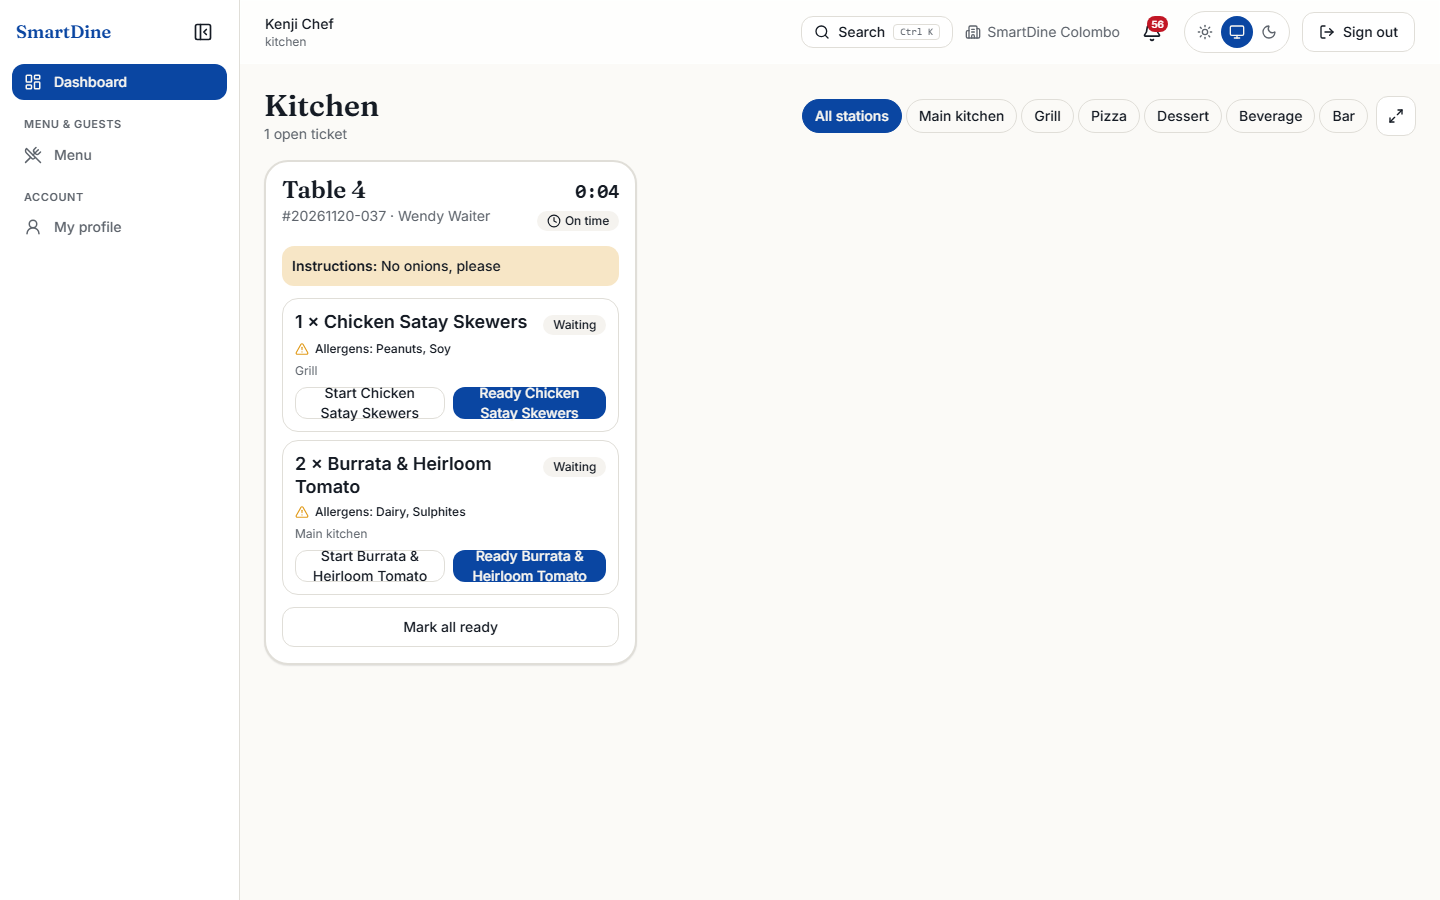 SmartDine
Dashboard
MENU & GUESTS
Menu
ACCOUNT
My profile
Kenji Chef
kitchen
Search Ctrl K
SmartDine Colombo
56
Sign out
Kitchen
1 open ticket
All stations Main kitchen Grill Pizza Dessert Beverage Bar
Table 4 0:04
#20261120-037 · Wendy Waiter On time
Instructions: No onions, please
1 × Chicken Satay Skewers Waiting
Allergens: Peanuts, Soy
Grill
Start Chicken
Satay Skewers
Ready Chicken
Satay Skewers
2 × Burrata & Heirloom
Tomato
Waiting
Allergens: Dairy, Sulphites
Main kitchen
Start Burrata &
Heirloom Tomato
Ready Burrata &
Heirloom Tomato
Mark all ready